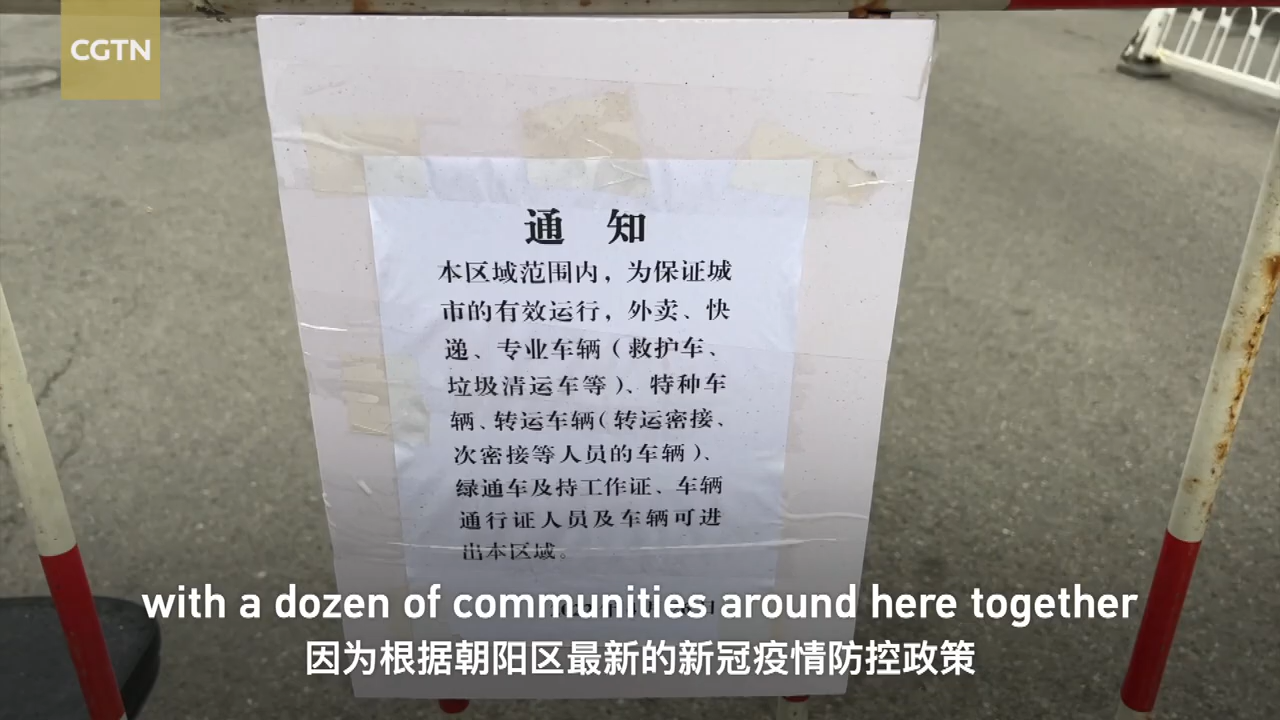 CGTN
通 知
本区域范围内，为保证城
市的有效运行，外卖、快
递、专业车辆（救护车、
垃圾清运车等）、特种车
辆、转运车辆（转运密接、
次密接等人员的车辆）、
绿通车及持工作证、车辆
通行证人员及车辆可进
出本区域。
with a dozen of communities around here together
因为根据朝阳区最新的新冠疫情防控政策